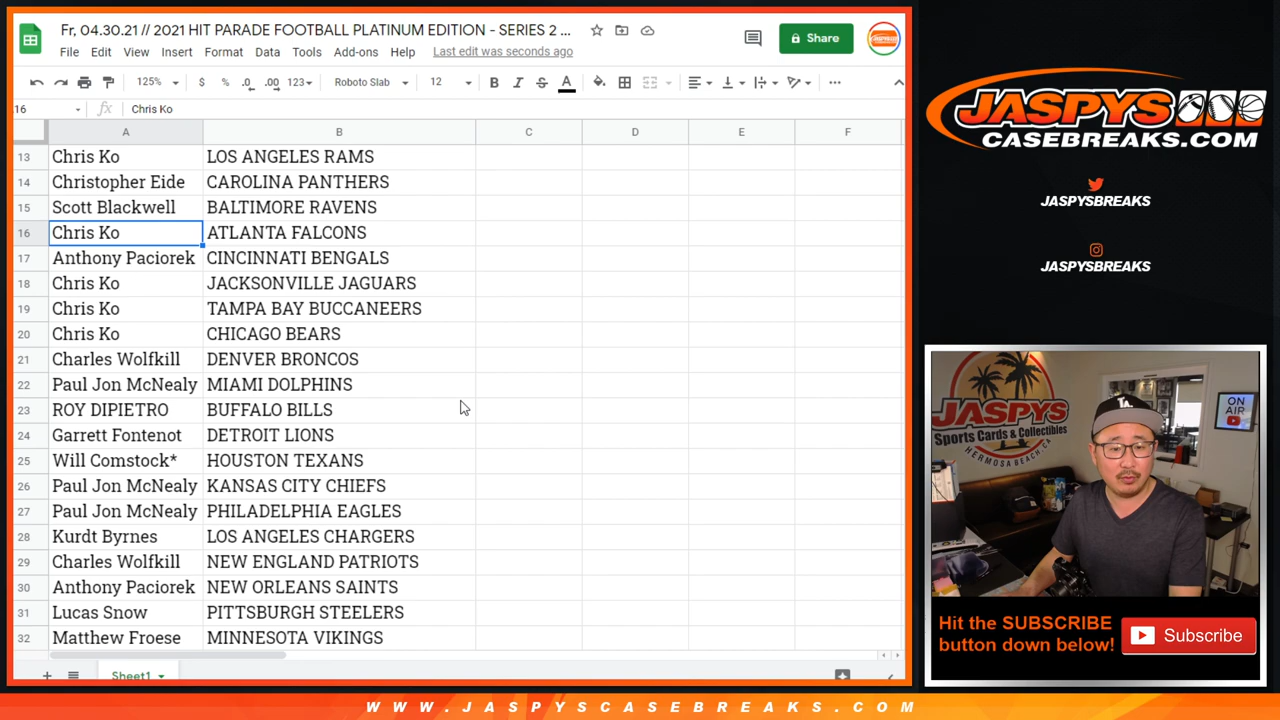 Fr, 04.30.21 // 2021 HIT PARADE FOOTBALL PLATINUM EDITION - SERIES 2 ...
Share
File Edit View Insert Format Data Tools Add-ons Help Last edit was seconds ago
125% $ % .0 .00 123 Roboto Slab 12 B I S A
16 fx Chris Ko
A B C D E F
13 Chris Ko LOS ANGELES RAMS
14 Christopher Eide CAROLINA PANTHERS
15 Scott Blackwell BALTIMORE RAVENS
16 Chris Ko ATLANTA FALCONS
17 Anthony Paciorek CINCINNATI BENGALS
18 Chris Ko JACKSONVILLE JAGUARS
19 Chris Ko TAMPA BAY BUCCANEERS
20 Chris Ko CHICAGO BEARS
21 Charles Wolfkill DENVER BRONCOS
22 Paul Jon McNealy MIAMI DOLPHINS
23 ROY DIPIETRO BUFFALO BILLS
24 Garrett Fontenot DETROIT LIONS
25 Will Comstock* HOUSTON TEXANS
26 Paul Jon McNealy KANSAS CITY CHIEFS
27 Paul Jon McNealy PHILADELPHIA EAGLES
28 Kurdt Byrnes LOS ANGELES CHARGERS
29 Charles Wolfkill NEW ENGLAND PATRIOTS
30 Anthony Paciorek NEW ORLEANS SAINTS
31 Lucas Snow PITTSBURGH STEELERS
32 Matthew Froese MINNESOTA VIKINGS
Sheet1
JASPYS
CASEBREAKS.COM
JASPYSBREAKS
JASPYSBREAKS
JASPYS
Sports Cards & Collectibles
HERMOSA BEACH CA
ON
AIR
LA
Hit the SUBSCRIBE
button down below!
Subscribe
WWW.JASPYSCASEBREAKS.COM